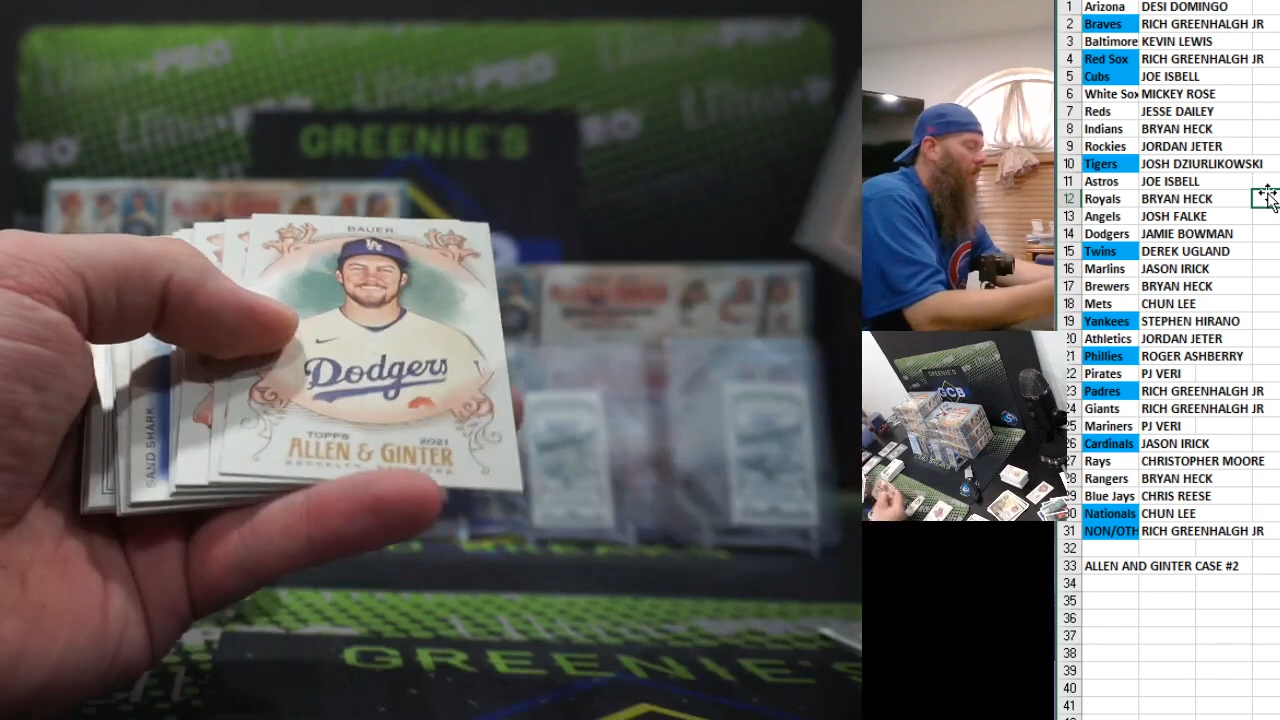 GREENIE'S
BAUER
Dodgers
TOPPS 2021
ALLEN & GINTER
SAND SHARK
GREENIE'S
GREENIE'S
GCB
1 Arizona DESI DOMINGO
2 Braves RICH GREENHALGH JR
3 Baltimore KEVIN LEWIS
4 Red Sox RICH GREENHALGH JR
5 Cubs JOE ISBELL
6 White Sox MICKEY ROSE
7 Reds JESSE DAILEY
8 Indians BRYAN HECK
9 Rockies JORDAN JETER
10 Tigers JOSH DZIURLIKOWSKI
11 Astros JOE ISBELL
12 Royals BRYAN HECK
13 Angels JOSH FALKE
14 Dodgers JAMIE BOWMAN
15 Twins DEREK UGLAND
16 Marlins JASON IRICK
17 Brewers BRYAN HECK
18 Mets CHUN LEE
19 Yankees STEPHEN HIRANO
20 Athletics JORDAN JETER
21 Phillies ROGER ASHBERRY
22 Pirates PJ VERI
23 Padres RICH GREENHALGH JR
24 Giants RICH GREENHALGH JR
25 Mariners PJ VERI
26 Cardinals JASON IRICK
27 Rays CHRISTOPHER MOORE
28 Rangers BRYAN HECK
29 Blue Jays CHRIS REESE
30 Nationals CHUN LEE
31 NON/OTH RICH GREENHALGH JR
32
33 ALLEN AND GINTER CASE #2
34
35
36
37
38
39
40
41